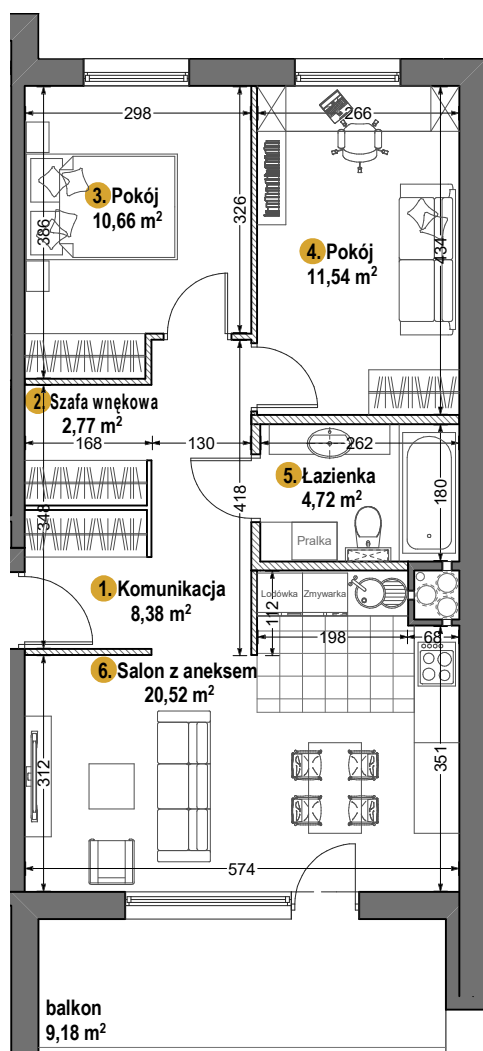 298
266
386
326
434
3. Pokój
10,66 m²
4. Pokój
11,54 m²
2. Szafa wnękowa
2,77 m²
168
130
262
5. Łazienka
4,72 m²
180
418
348
Pralka
1. Komunikacja
8,38 m²
Lodówka
Zmywarka
112
198
68
6. Salon z aneksem
20,52 m²
312
351
574
balkon
9,18 m²